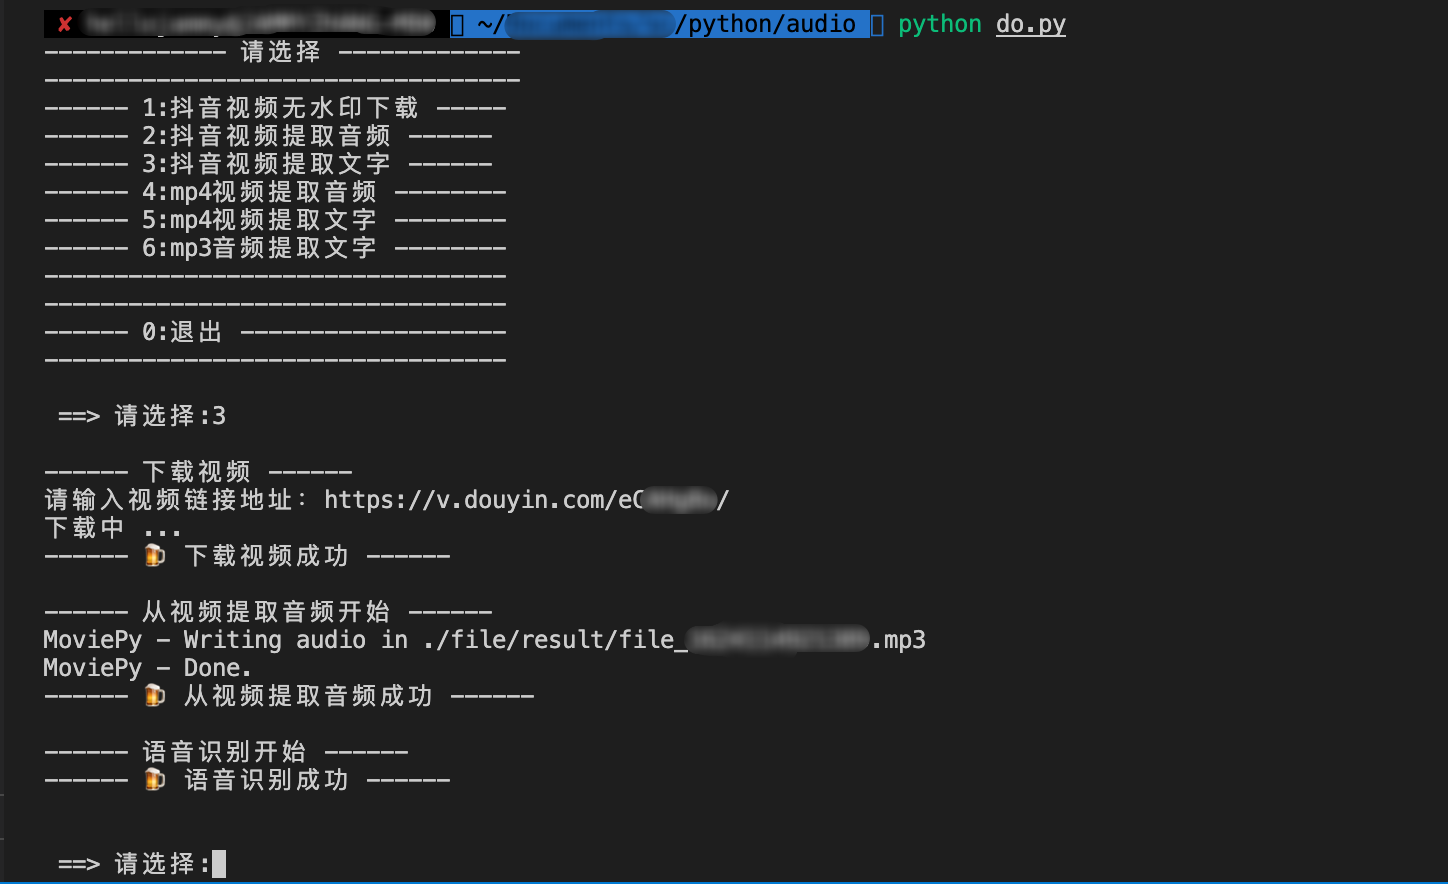 ✘ ~/ /python/audio python do.py
------------- 请选择 -------------
----------------------------------
------ 1:抖音视频无水印下载 -----
------ 2:抖音视频提取音频 ------
------ 3:抖音视频提取文字 ------
------ 4:mp4视频提取音频 --------
------ 5:mp4视频提取文字 --------
------ 6:mp3音频提取文字 --------
---------------------------------
---------------------------------
------ 0:退出 -------------------
---------------------------------
==> 请选择:3
------ 下载视频 ------
请输入视频链接地址: https://v.douyin.com/eC /
下载中 ...
------ 🍺 下载视频成功 ------
------ 从视频提取音频开始 ------
MoviePy - Writing audio in ./file/result/file_ .mp3
MoviePy - Done.
------ 🍺 从视频提取音频成功 ------
------ 语音识别开始 ------
------ 🍺 语音识别成功 ------
==> 请选择: